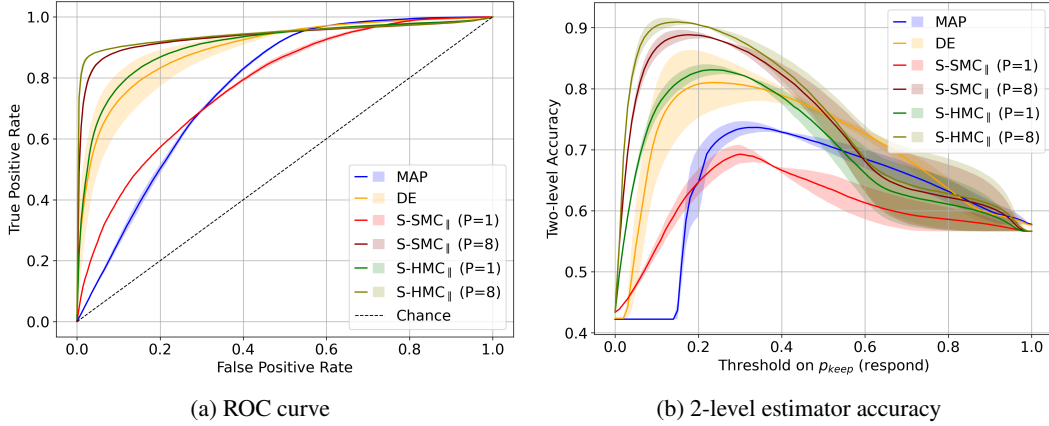 1.0
0.8
0.6
0.4
0.2
0.0
True Positive Rate
0.0 0.2 0.4 0.6 0.8 1.0
False Positive Rate
MAP
DE
S-SMC∥ (P=1)
S-SMC∥ (P=8)
S-HMC∥ (P=1)
S-HMC∥ (P=8)
Chance
(a) ROC curve
0.9
0.8
0.7
0.6
0.5
0.4
Two-level Accuracy
0.0 0.2 0.4 0.6 0.8 1.0
Threshold on p_keep (respond)
MAP
DE
S-SMC∥ (P=1)
S-SMC∥ (P=8)
S-HMC∥ (P=1)
S-HMC∥ (P=8)
(b) 2-level estimator accuracy